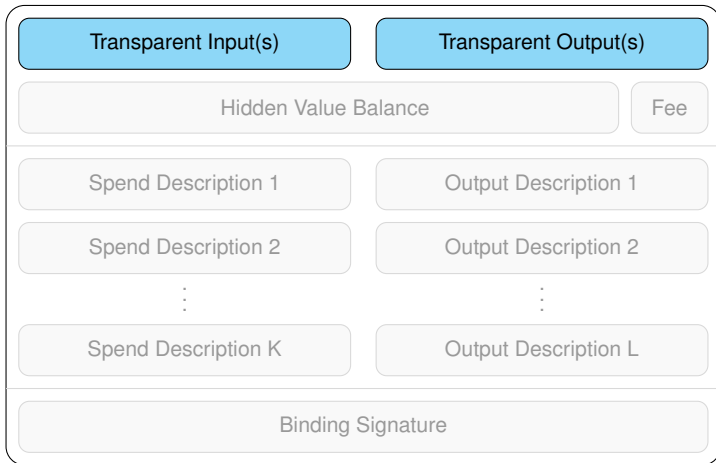 Transparent Input(s) Transparent Output(s)
Hidden Value Balance Fee
Spend Description 1 Output Description 1
Spend Description 2 Output Description 2
⋮ ⋮
Spend Description K Output Description L
Binding Signature